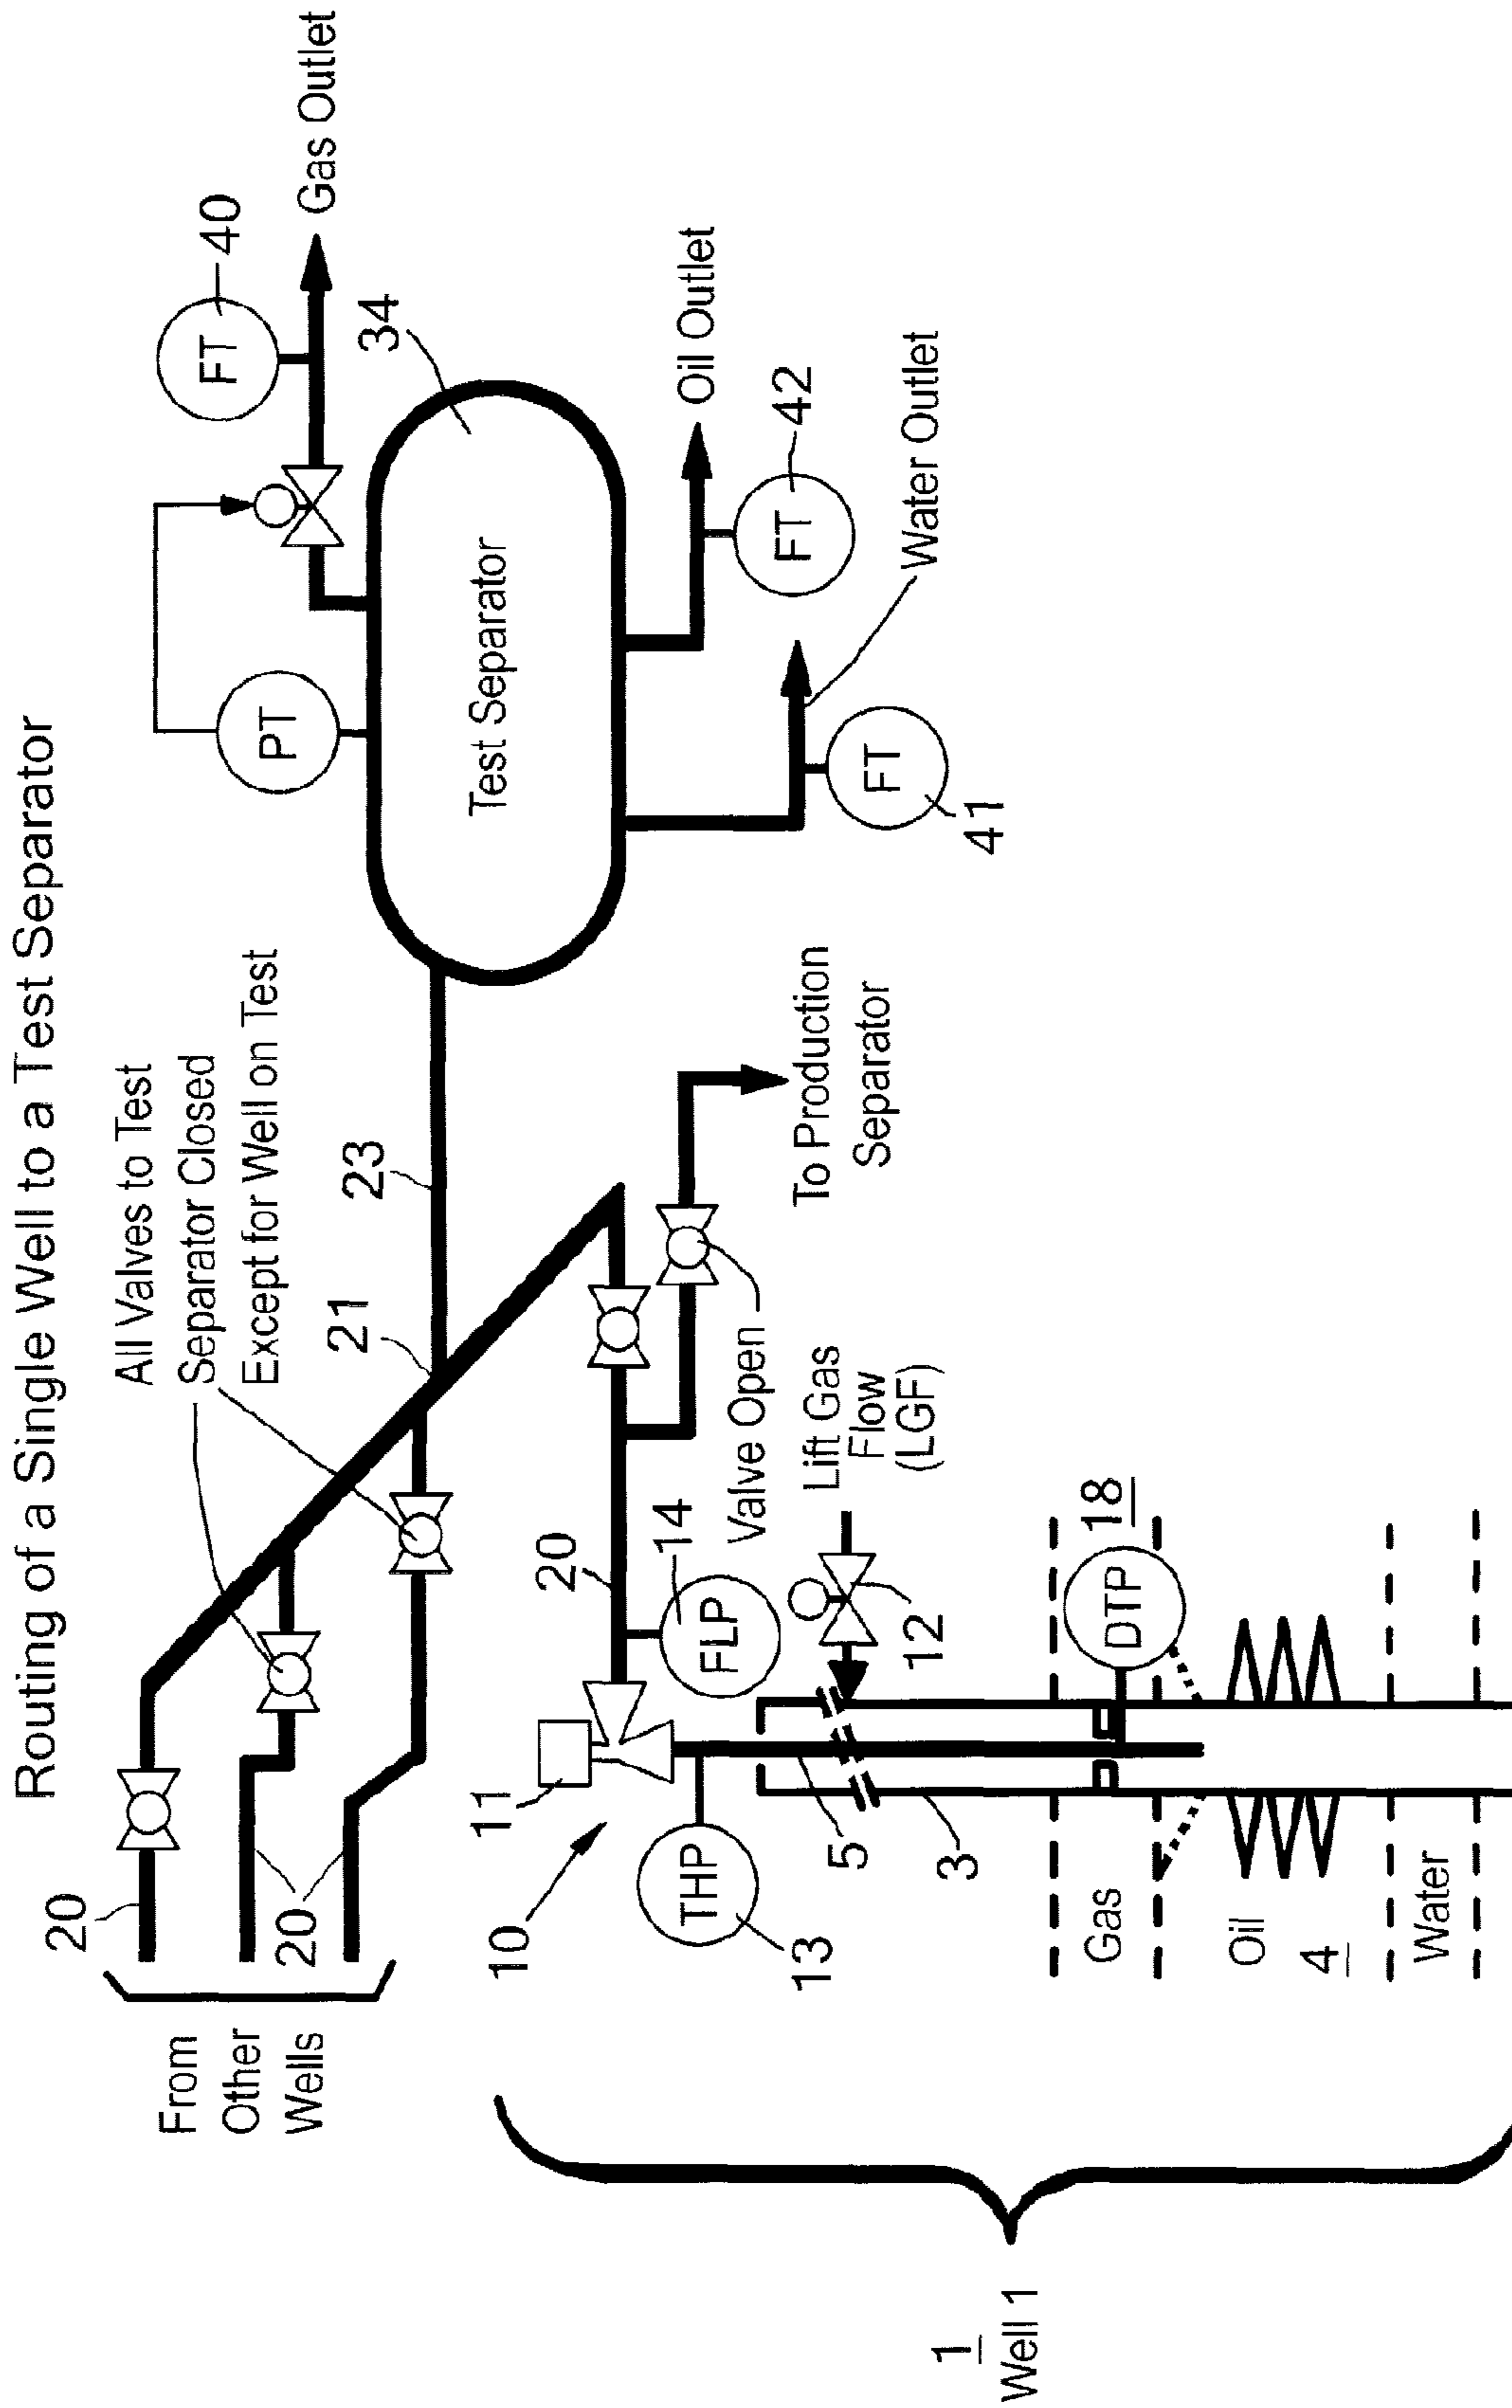 Routing of a Single Well to a Test Separator
All Valves to Test
Separator Closed
Except for Well on Test
20
20
From
Other
Wells
21
23
PT
FT
40
Gas Outlet
34
Test Separator
Oil Outlet
FT
42
Water Outlet
FT
41
10
11
THP
13
20
FLP
14
Valve Open
To Production
Separator
Lift Gas
Flow
(LGF)
12
5
3
18
DTP
Gas
Oil
4
Water
1
Well 1